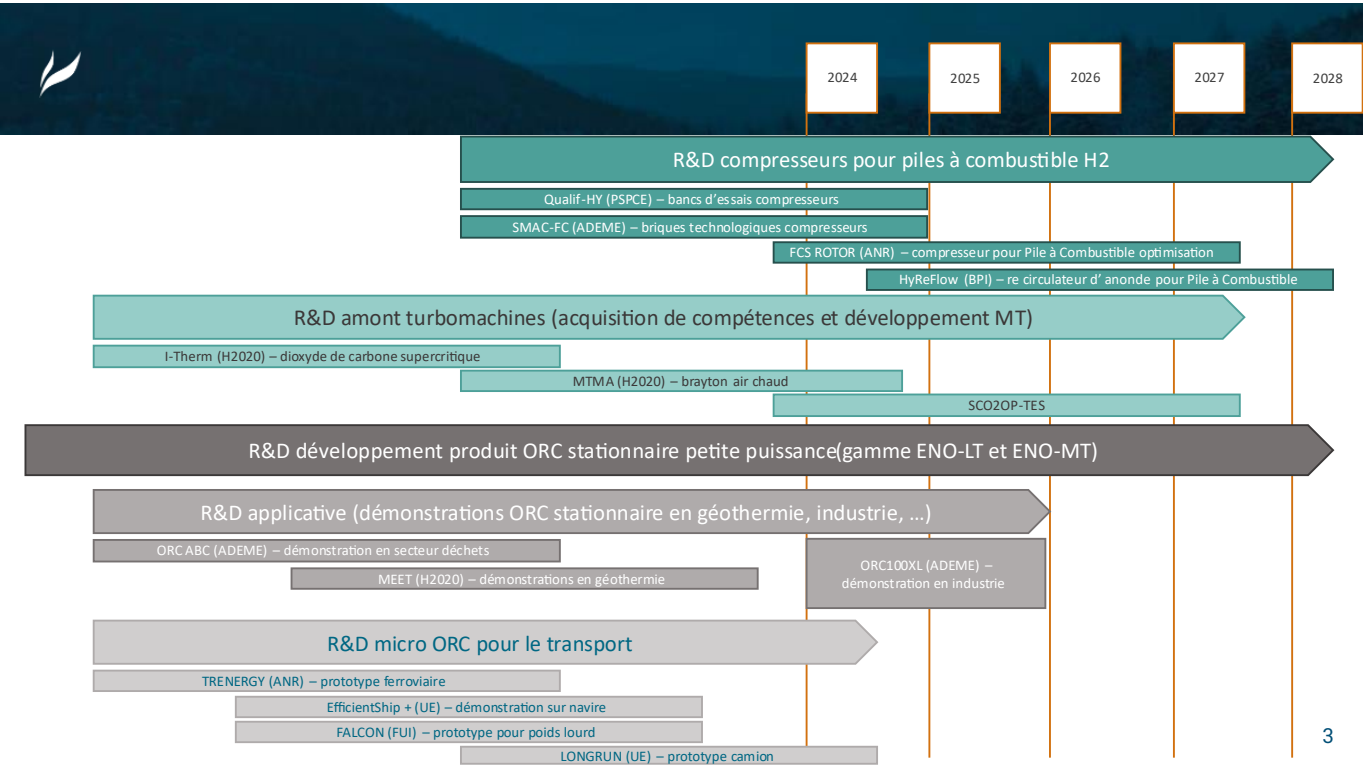 2024
2025
2026
2027
2028
R&D compresseurs pour piles à combustible H2
Qualif-HY (PSPCE) – bancs d'essais compresseurs
SMAC-FC (ADEME) – briques technologiques compresseurs
FCS ROTOR (ANR) – compresseur pour Pile à Combustible optimisation
HyReFlow (BPI) – re circulateur d' anonde pour Pile à Combustible
R&D amont turbomachines (acquisition de compétences et développement MT)
I-Therm (H2020) – dioxyde de carbone supercritique
MTMA (H2020) – brayton air chaud
SCO2OP-TES
R&D développement produit ORC stationnaire petite puissance(gamme ENO-LT et ENO-MT)
R&D applicative (démonstrations ORC stationnaire en géothermie, industrie, …)
ORC ABC (ADEME) – démonstration en secteur déchets
MEET (H2020) – démonstrations en géothermie
ORC100XL (ADEME) –
démonstration en industrie
R&D micro ORC pour le transport
TRENERGY (ANR) – prototype ferroviaire
EfficientShip + (UE) – démonstration sur navire
FALCON (FUI) – prototype pour poids lourd
LONGRUN (UE) – prototype camion
3